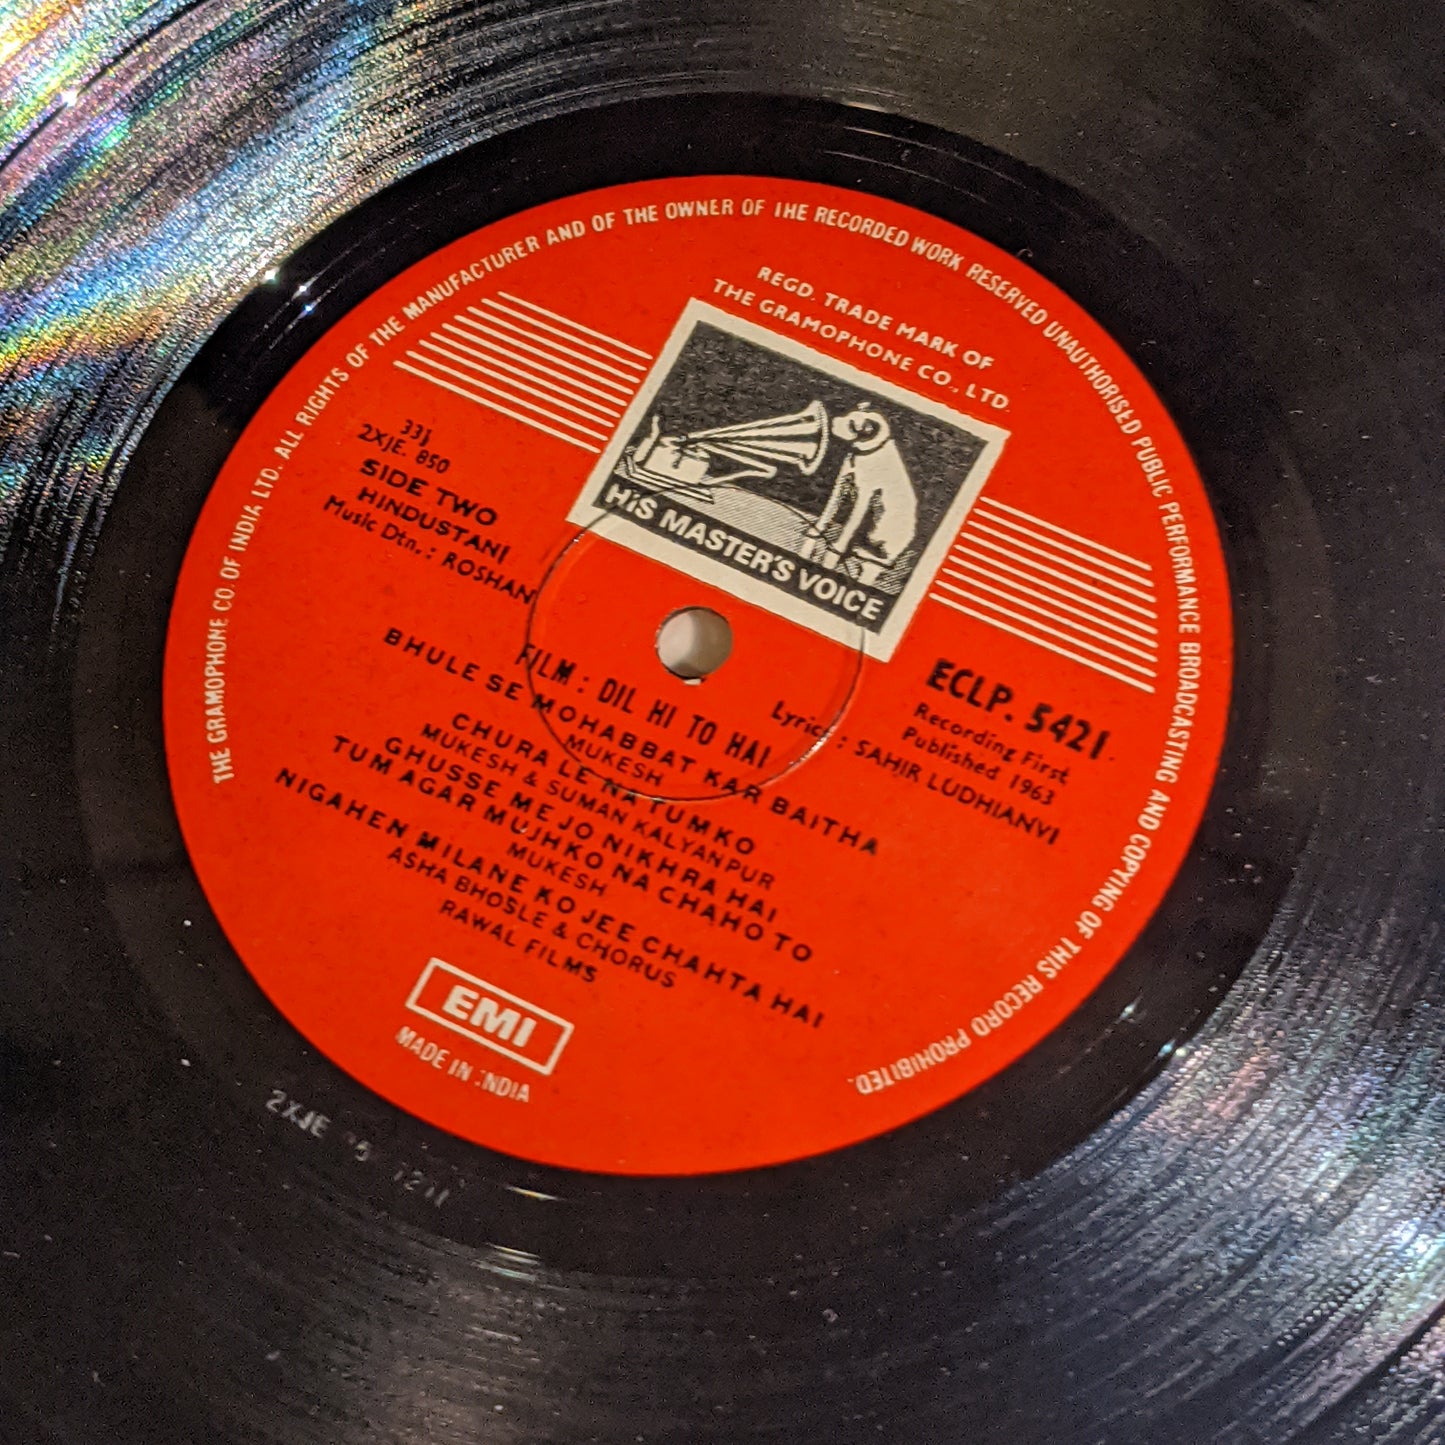 THE GRAMOPHONE CO. OF INDIA LTD. ALL RIGHTS OF THE MANUFACTURER AND OF THE OWNER OF THE RECORDED WORK RESERVED UNAUTHORISED PUBLIC PERFORMANCE BROADCASTING AND COPYING OF THIS RECORD PROHIBITED.
REGD. TRADE MARK OF
THE GRAMOPHONE CO., LTD.
HIS MASTER'S VOICE
33⅓
2XJE. 850
SIDE TWO
HINDUSTANI
Music Dtn.: ROSHAN
ECLP. 5421
Recording First
Published 1963
Lyrics: SAHIR LUDHIANVI
FILM: DIL HI TO HAI
BHULE SE MOHABBAT KAR BAITHA
MUKESH
CHURA LE NA TUMKO
MUKESH & SUMAN KALYANPUR
GHUSSE ME JO NIKHRA HAI
TUM AGAR MUJHKO NA CHAHO TO
MUKESH
NIGAHEN MILANE KO JEE CHAHTA HAI
ASHA BHOSLE & CHORUS
RAWAL FILMS
EMI
MADE IN INDIA
2XJE